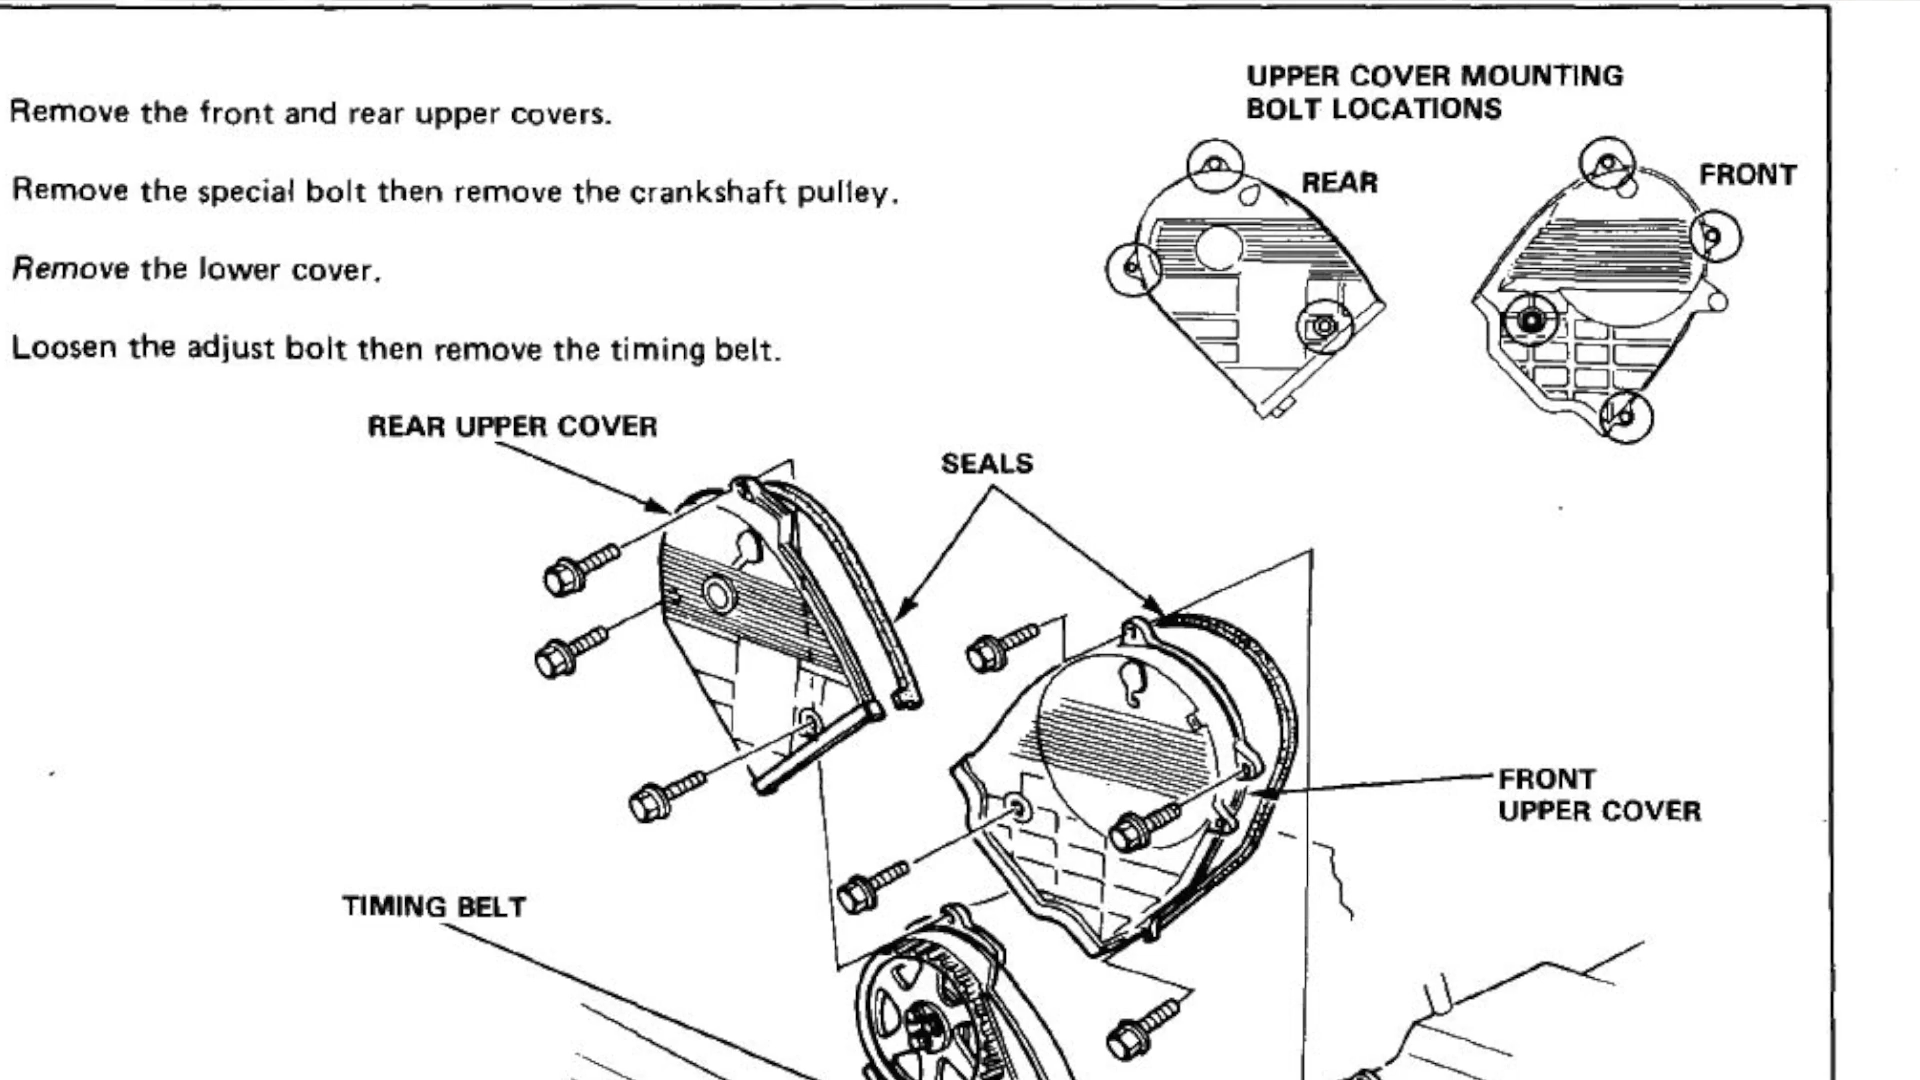 Remove the front and rear upper covers.
Remove the special bolt then remove the crankshaft pulley.
Remove the lower cover.
Loosen the adjust bolt then remove the timing belt.
UPPER COVER MOUNTING
BOLT LOCATIONS
REAR
FRONT
REAR UPPER COVER
SEALS
FRONT
UPPER COVER
TIMING BELT